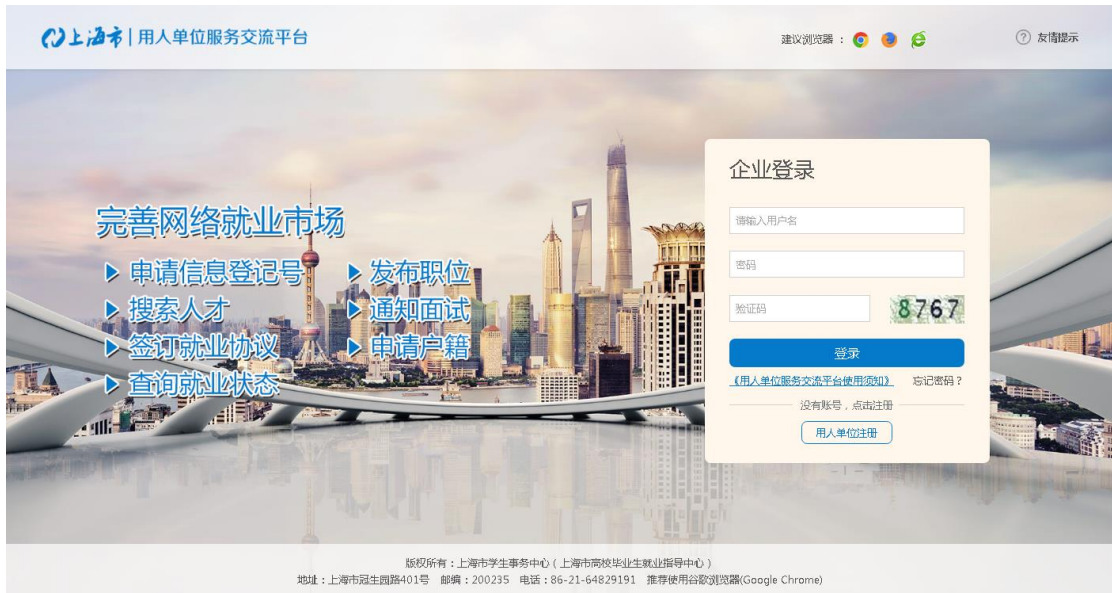 上海市 | 用人单位服务交流平台
建议浏览器：
友情提示
完善网络就业市场
申请信息登记号 发布职位
搜索人才 通知面试
签订就业协议 申请户籍
查询就业状态
企业登录
请输入用户名
密码
验证码 8767
登录
《用人单位服务交流平台使用须知》 忘记密码？
没有账号，点击注册
用人单位注册
版权所有：上海市学生事务中心（上海市高校毕业生就业指导中心）
地址：上海市冠生园路401号 邮编：200235 电话：86-21-64829191 推荐使用谷歌浏览器(Google Chrome)